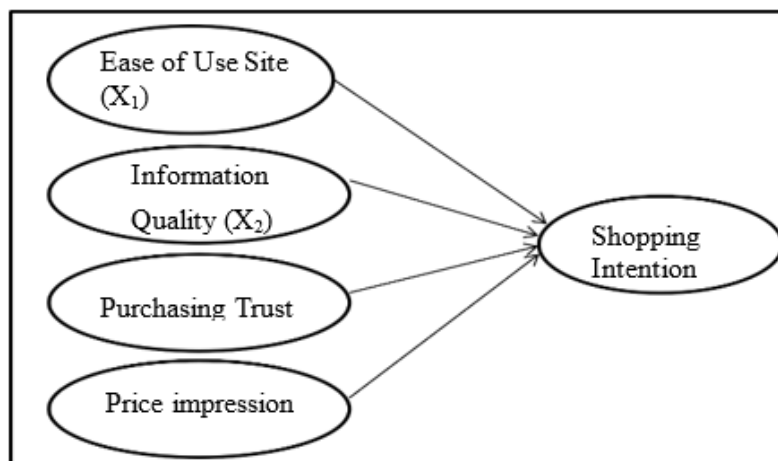 Ease of Use Site
(X₁)
Information
Quality (X₂)
Purchasing Trust
Price impression
Shopping
Intention